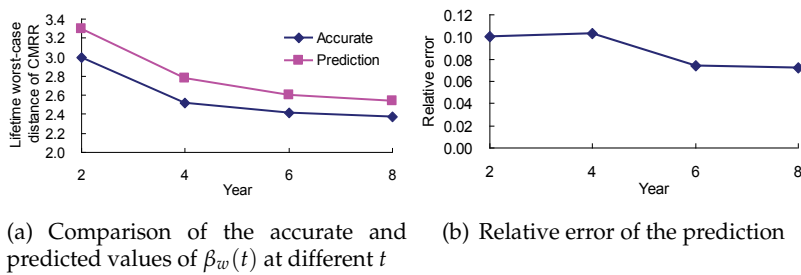 Lifetime worst-case
distance of CMRR
3.4
3.2
3.0
2.8
2.6
2.4
2.2
2.0
2
4
6
8
Year
Accurate
Prediction
Relative error
0.12
0.10
0.08
0.06
0.04
0.02
0.00
2
4
6
8
Year
(a) Comparison of the accurate and
predicted values of βw(t) at different t
(b) Relative error of the prediction